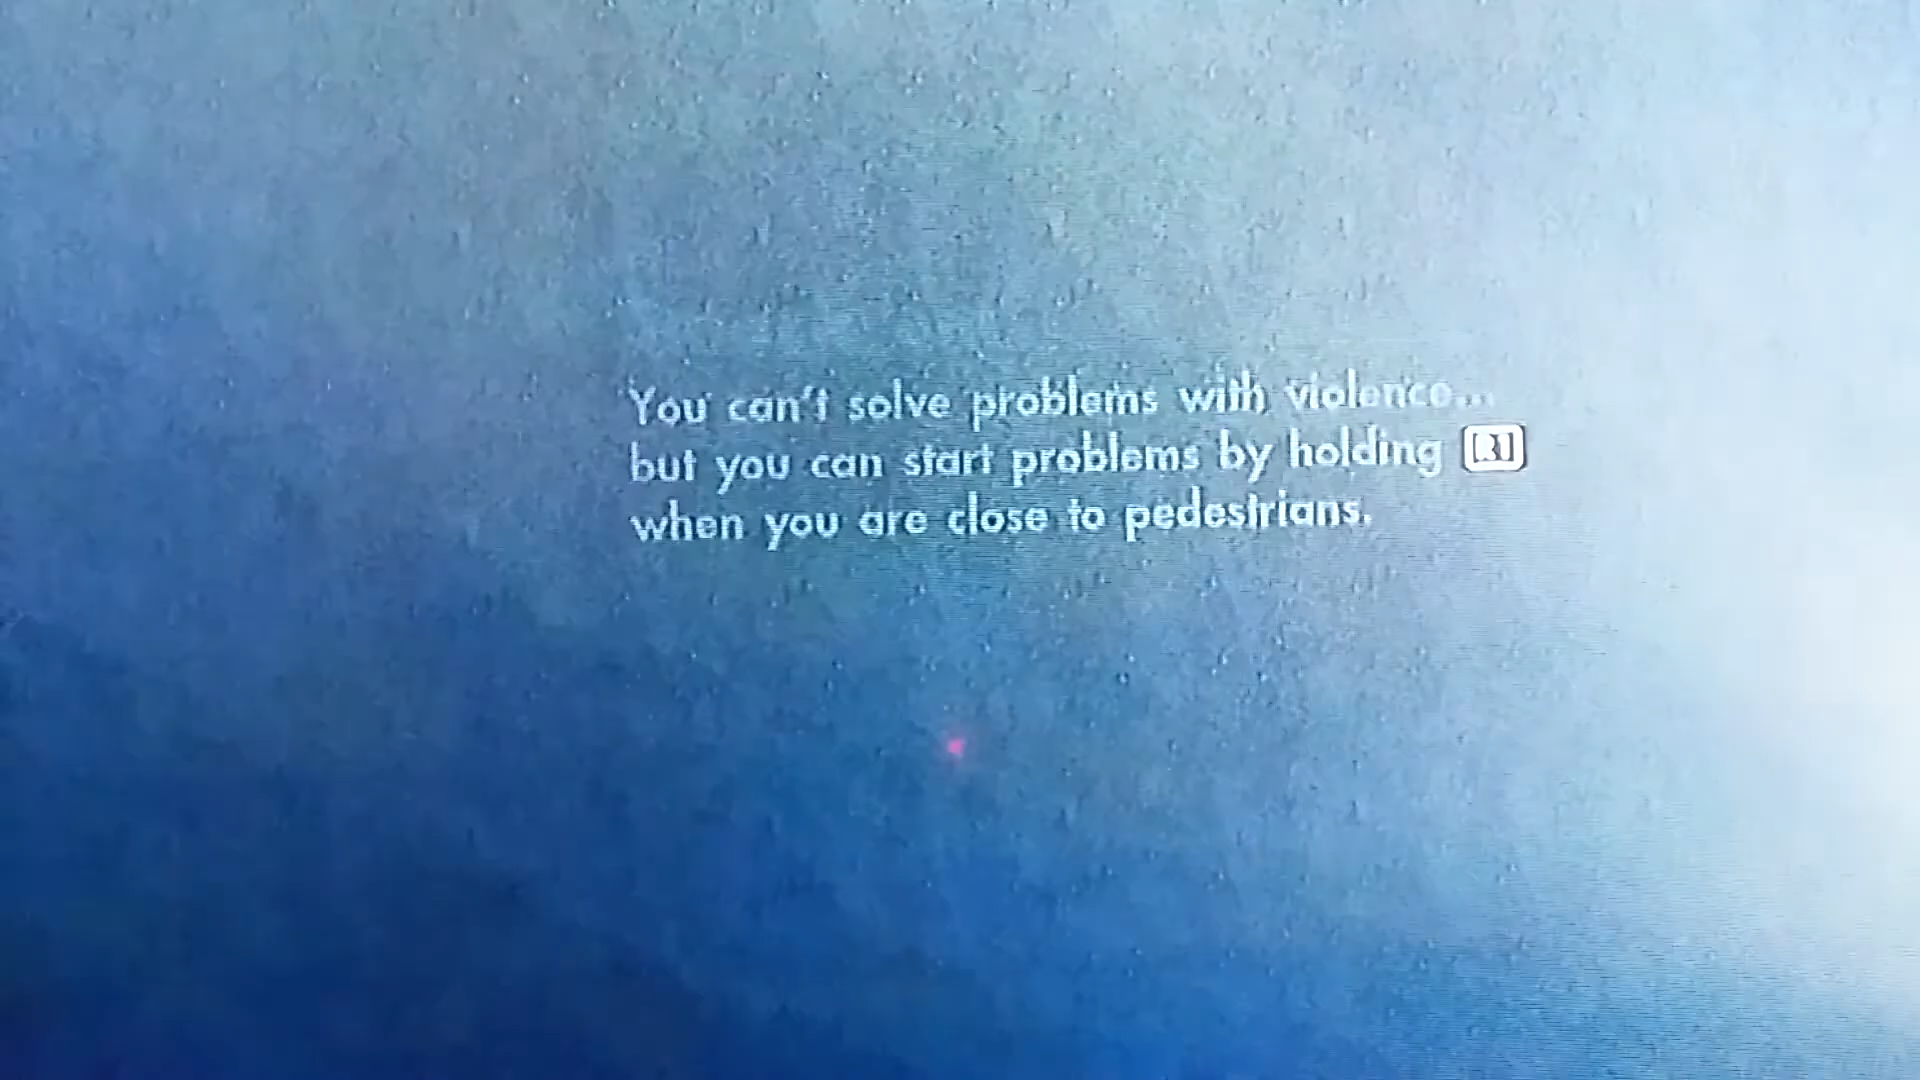 You can't solve problems with violence...
but you can start problems by holding [R1]
when you are close to pedestrians.